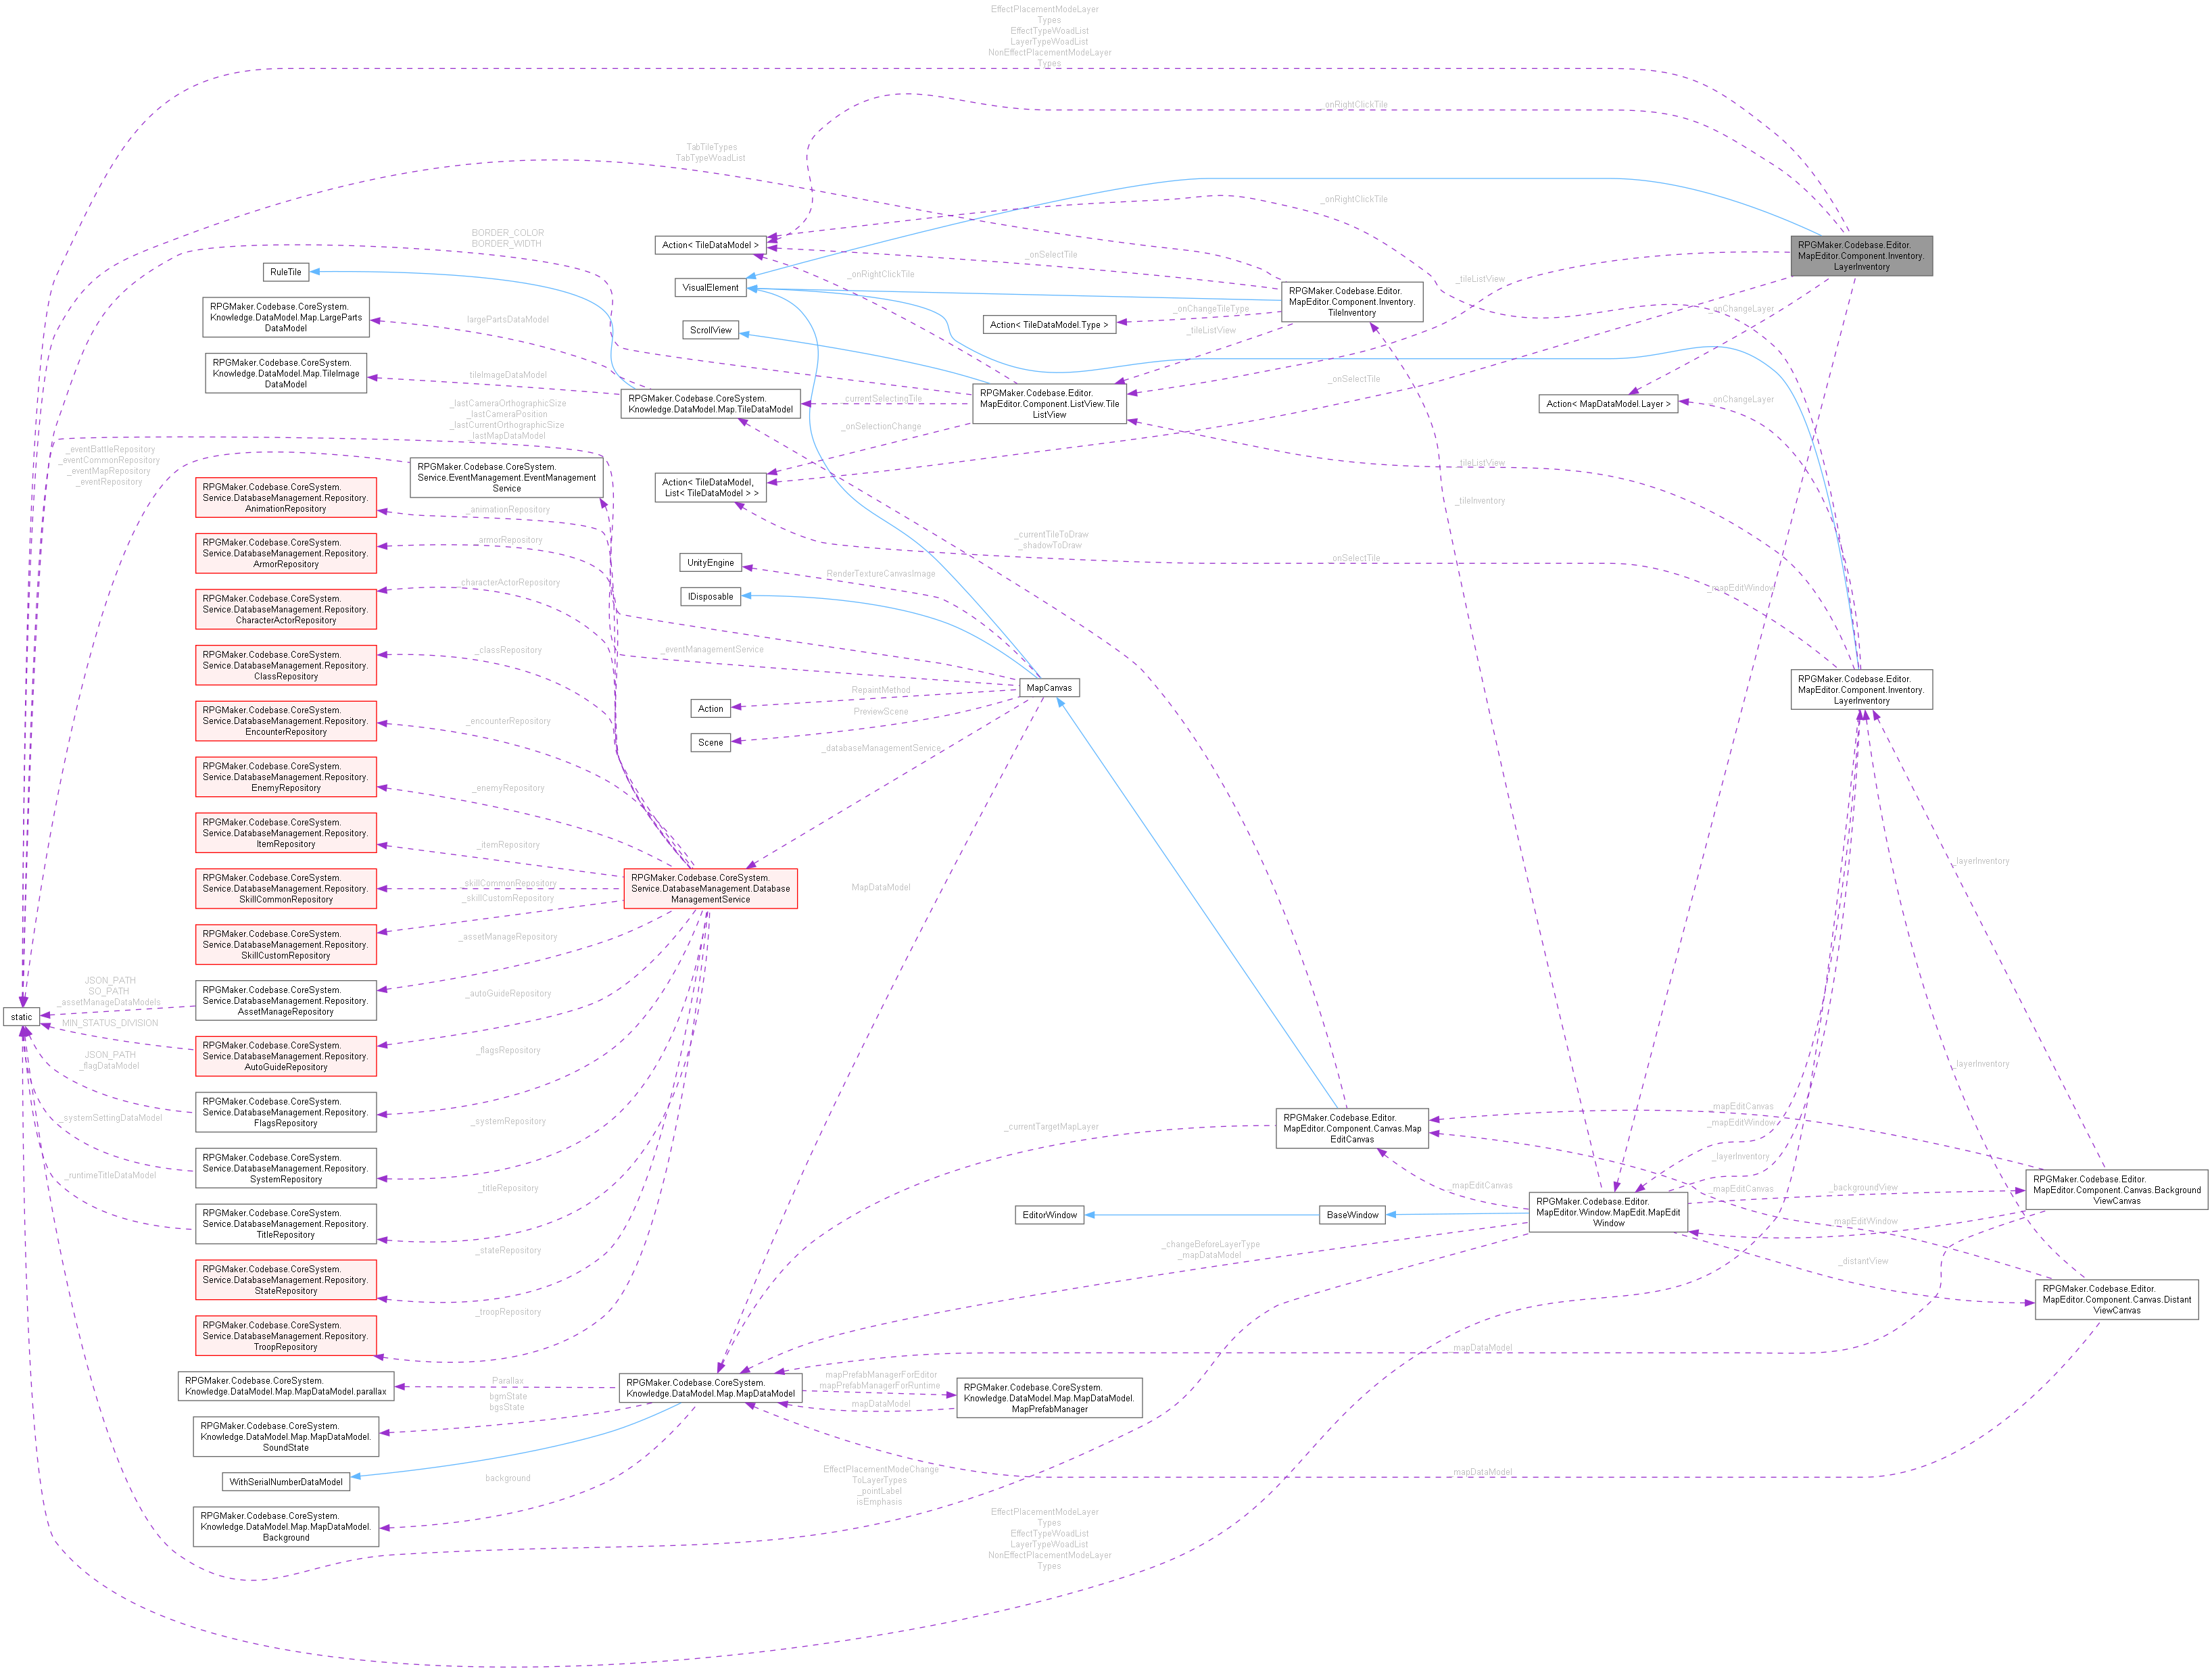 EffectPlacementModeLayer
Types
EffectTypeWoadList
LayerTypeWoadList
NonEffectPlacementModeLayer
Types
_onRightClickTile
TabTileTypes
TabTypeWoadList
_onRightClickTile
BORDER_COLOR
BORDER_WIDTH
Action< TileDataModel >
_onSelectTile
RPGMaker.Codebase.Editor.
MapEditor.Component.Inventory.
LayerInventory
RuleTile
_onRightClickTile
_tileListView
VisualElement
RPGMaker.Codebase.Editor.
MapEditor.Component.Inventory.
TileInventory
RPGMaker.Codebase.CoreSystem.
Knowledge.DataModel.Map.LargeParts
DataModel
largePartsDataModel
ScrollView
Action< TileDataModel.Type >
_onChangeTileType
_tileListView
_onChangeLayer
RPGMaker.Codebase.CoreSystem.
Knowledge.DataModel.Map.TileImage
DataModel
tileImageDataModel
RPGMaker.Codebase.CoreSystem.
Knowledge.DataModel.Map.TileDataModel
currentSelectingTile
RPGMaker.Codebase.Editor.
MapEditor.Component.ListView.Tile
ListView
_onSelectTile
Action< MapDataModel.Layer >
_onChangeLayer
_lastCameraOrthographicSize
_lastCameraPosition
_lastCurrentOrthographicSize
_lastMapDataModel
_onSelectionChange
_eventBattleRepository
_eventCommonRepository
_eventMapRepository
_eventRepository
RPGMaker.Codebase.CoreSystem.
Service.EventManagement.EventManagement
Service
_tileListView
Action< TileDataModel,
List< TileDataModel > >
RPGMaker.Codebase.CoreSystem.
Service.DatabaseManagement.Repository.
AnimationRepository
_animationRepository
_tileInventory
RPGMaker.Codebase.CoreSystem.
Service.DatabaseManagement.Repository.
ArmorRepository
_armorRepository
_currentTileToDraw
_shadowToDraw
_onSelectTile
UnityEngine
RenderTextureCanvasImage
IDisposable
_mapEditWindow
RPGMaker.Codebase.CoreSystem.
Service.DatabaseManagement.Repository.
CharacterActorRepository
characterActorRepository
RPGMaker.Codebase.CoreSystem.
Service.DatabaseManagement.Repository.
ClassRepository
_classRepository
_eventManagementService
MapCanvas
RPGMaker.Codebase.Editor.
MapEditor.Component.Inventory.
LayerInventory
Action
RepaintMethod
RPGMaker.Codebase.CoreSystem.
Service.DatabaseManagement.Repository.
EncounterRepository
_encounterRepository
Scene
PreviewScene
_databaseManagementService
RPGMaker.Codebase.CoreSystem.
Service.DatabaseManagement.Repository.
EnemyRepository
_enemyRepository
RPGMaker.Codebase.CoreSystem.
Service.DatabaseManagement.Repository.
ItemRepository
_itemRepository
_layerInventory
RPGMaker.Codebase.CoreSystem.
Service.DatabaseManagement.Repository.
SkillCommonRepository
_skillCommonRepository
_skillCustomRepository
RPGMaker.Codebase.CoreSystem.
Service.DatabaseManagement.Database
ManagementService
MapDataModel
RPGMaker.Codebase.CoreSystem.
Service.DatabaseManagement.Repository.
SkillCustomRepository
_assetManageRepository
JSON_PATH
SO_PATH
_assetManageDataModels
RPGMaker.Codebase.CoreSystem.
Service.DatabaseManagement.Repository.
AssetManageRepository
_autoGuideRepository
static
MIN_STATUS_DIVISION
RPGMaker.Codebase.CoreSystem.
Service.DatabaseManagement.Repository.
AutoGuideRepository
_flagsRepository
JSON_PATH
_flagDataModel
_layerInventory
RPGMaker.Codebase.CoreSystem.
Service.DatabaseManagement.Repository.
FlagsRepository
_systemSettingDataModel
_systemRepository
_currentTargetMapLayer
RPGMaker.Codebase.Editor.
MapEditor.Component.Canvas.Map
EditCanvas
_mapEditCanvas
_mapEditWindow
_layerInventory
RPGMaker.Codebase.CoreSystem.
Service.DatabaseManagement.Repository.
SystemRepository
_runtimeTitleDataModel
_titleRepository
_mapEditCanvas
_mapEditCanvas
_backgroundView
RPGMaker.Codebase.Editor.
MapEditor.Component.Canvas.Background
ViewCanvas
RPGMaker.Codebase.CoreSystem.
Service.DatabaseManagement.Repository.
TitleRepository
EditorWindow
BaseWindow
RPGMaker.Codebase.Editor.
MapEditor.Window.MapEdit.MapEdit
Window
mapEditWindow
_stateRepository
_changeBeforeLayerType
_mapDataModel
_distantView
RPGMaker.Codebase.CoreSystem.
Service.DatabaseManagement.Repository.
StateRepository
RPGMaker.Codebase.Editor.
MapEditor.Component.Canvas.Distant
ViewCanvas
_troopRepository
RPGMaker.Codebase.CoreSystem.
Service.DatabaseManagement.Repository.
TroopRepository
mapDataModel
RPGMaker.Codebase.CoreSystem.
Knowledge.DataModel.Map.MapDataModel.parallax
Parallax
bgmState
bgsState
RPGMaker.Codebase.CoreSystem.
Knowledge.DataModel.Map.MapDataModel
mapPrefabManagerForEditor
mapPrefabManagerForRuntime
mapDataModel
RPGMaker.Codebase.CoreSystem.
Knowledge.DataModel.Map.MapDataModel.
MapPrefabManager
RPGMaker.Codebase.CoreSystem.
Knowledge.DataModel.Map.MapDataModel.
SoundState
WithSerialNumberDataModel
background
EffectPlacementModeChange
ToLayerTypes
_pointLabel
isEmphasis
mapDataModel
RPGMaker.Codebase.CoreSystem.
Knowledge.DataModel.Map.MapDataModel.
Background
EffectPlacementModeLayer
Types
EffectTypeWoadList
LayerTypeWoadList
NonEffectPlacementModeLayer
Types